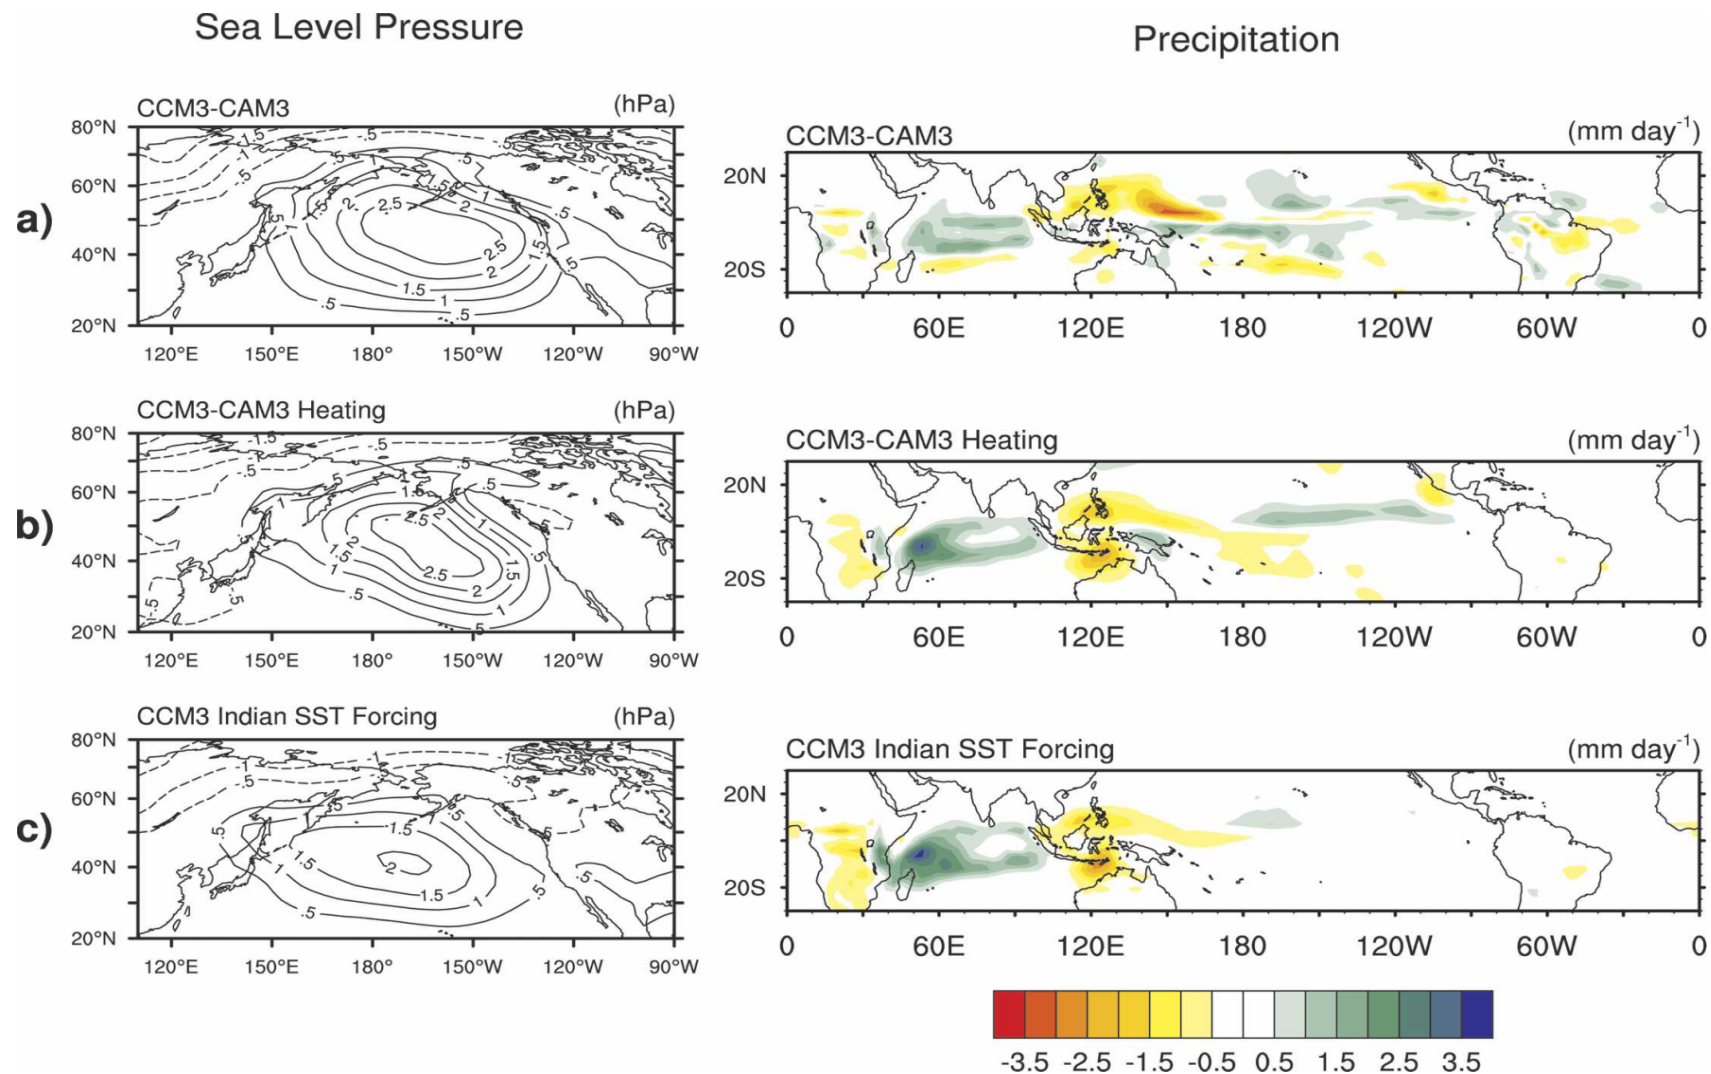 Sea Level Pressure
Precipitation
a)
CCM3-CAM3 (hPa)
80°N
60°N
40°N
20°N
120°E 150°E 180° 150°W 120°W 90°W
CCM3-CAM3 (mm day-1)
20N
20S
0 60E 120E 180 120W 60W 0
b)
CCM3-CAM3 Heating (hPa)
80°N
60°N
40°N
20°N
120°E 150°E 180° 150°W 120°W 90°W
CCM3-CAM3 Heating (mm day-1)
20N
20S
0 60E 120E 180 120W 60W 0
c)
CCM3 Indian SST Forcing (hPa)
80°N
60°N
40°N
20°N
120°E 150°E 180° 150°W 120°W 90°W
CCM3 Indian SST Forcing (mm day-1)
20N
20S
0 60E 120E 180 120W 60W 0
-3.5 -2.5 -1.5 -0.5 0.5 1.5 2.5 3.5